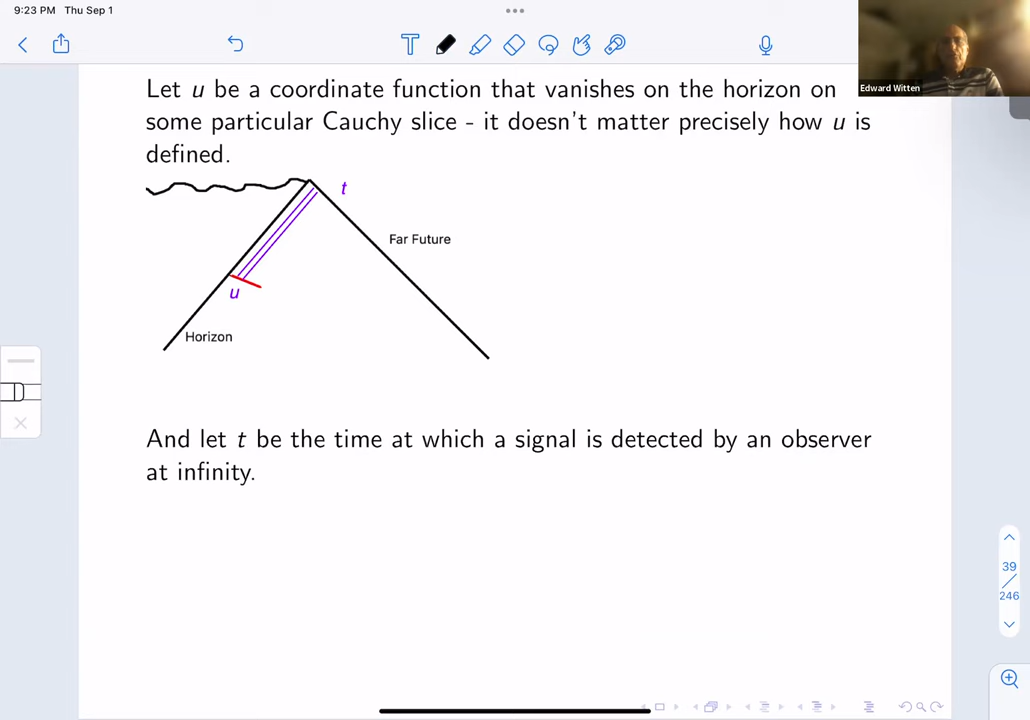 9:23 PM Thu Sep 1
Edward Witten
Let u be a coordinate function that vanishes on the horizon on
some particular Cauchy slice - it doesn't matter precisely how u is
defined.
t
Far Future
u
Horizon
And let t be the time at which a signal is detected by an observer
at infinity.
39
246